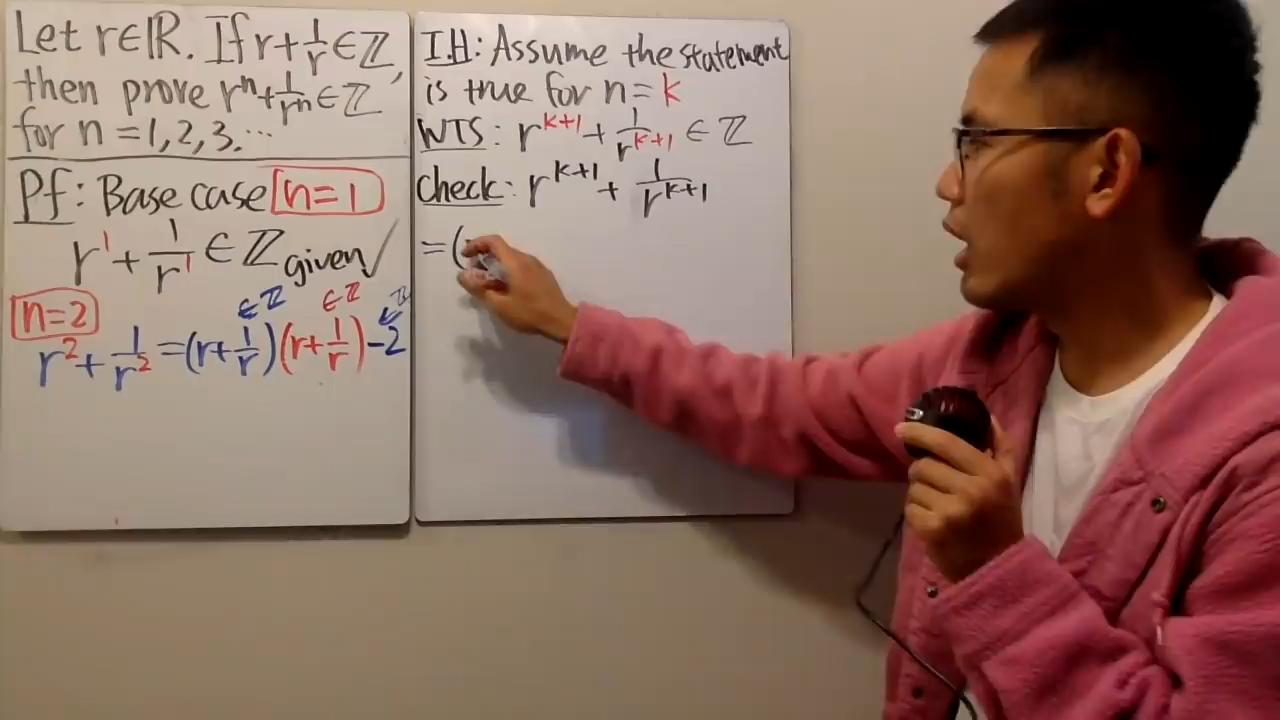 Let r∈ℝ. If r+1/r∈ℤ,
then prove rⁿ+1/rⁿ∈ℤ
for n=1,2,3...
Pf: Base case n=1
r¹+1/r¹∈ℤ given✓
n=2
∈ℤ ∈ℤ ℤ
r²+1/r²=(r+1/r)(r+1/r)-2
I.H: Assume the statement
is true for n=k
WTS: r^(k+1)+1/r^(k+1)∈ℤ
Check: r^(k+1)+1/r^(k+1)
=(